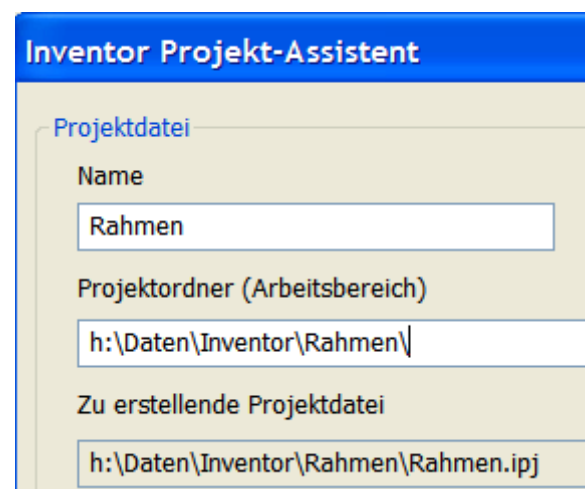 Inventor Projekt-Assistent
Projektdatei
Name
Rahmen
Projektordner (Arbeitsbereich)
h:\Daten\Inventor\Rahmen\
Zu erstellende Projektdatei
h:\Daten\Inventor\Rahmen\Rahmen.ipj